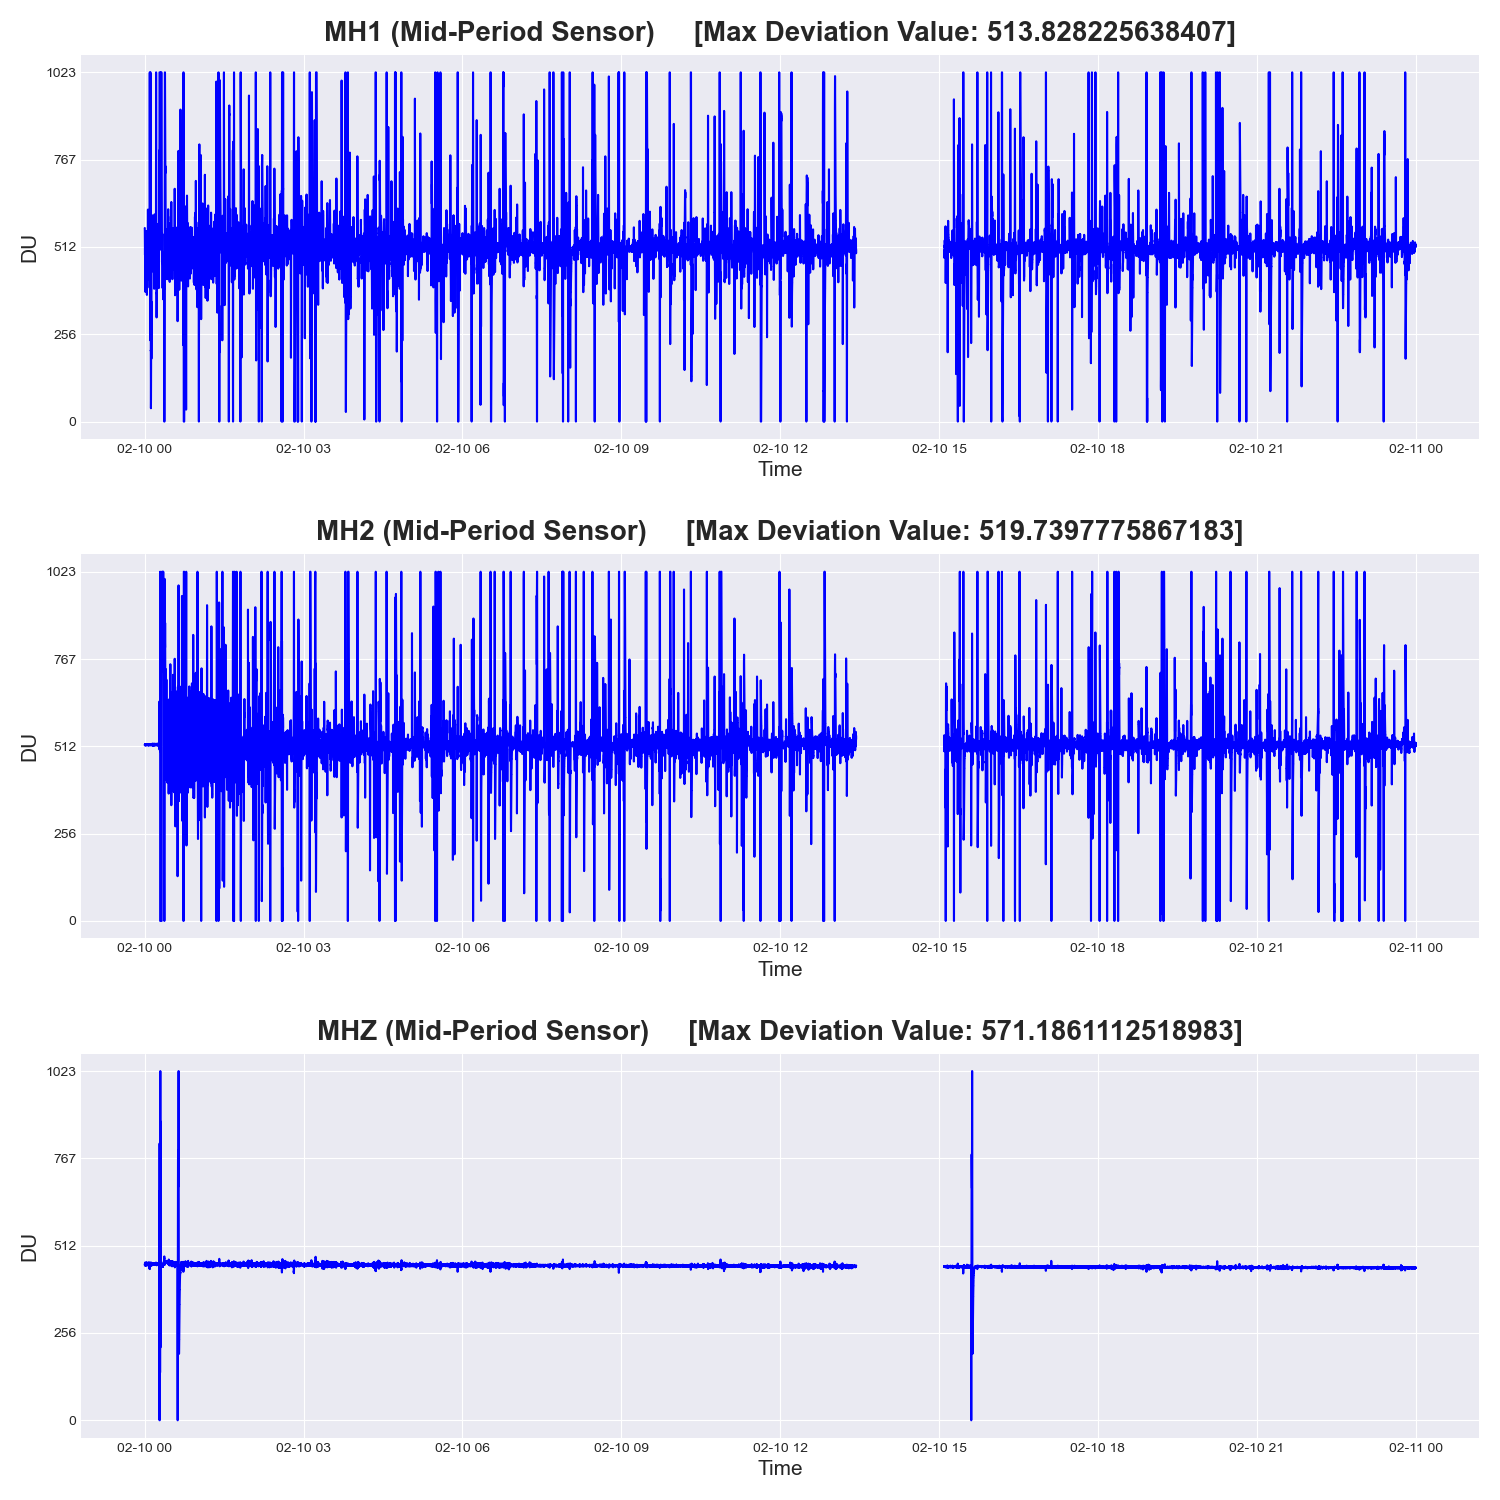 MH1 (Mid-Period Sensor) [Max Deviation Value: 513.828225638407]
1023
767
512
256
0
DU
02-10 00 02-10 03 02-10 06 02-10 09 02-10 12 02-10 15 02-10 18 02-10 21 02-11 00
Time
MH2 (Mid-Period Sensor) [Max Deviation Value: 519.7397775867183]
1023
767
512
256
0
DU
02-10 00 02-10 03 02-10 06 02-10 09 02-10 12 02-10 15 02-10 18 02-10 21 02-11 00
Time
MHZ (Mid-Period Sensor) [Max Deviation Value: 571.1861112518983]
1023
767
512
256
0
DU
02-10 00 02-10 03 02-10 06 02-10 09 02-10 12 02-10 15 02-10 18 02-10 21 02-11 00
Time